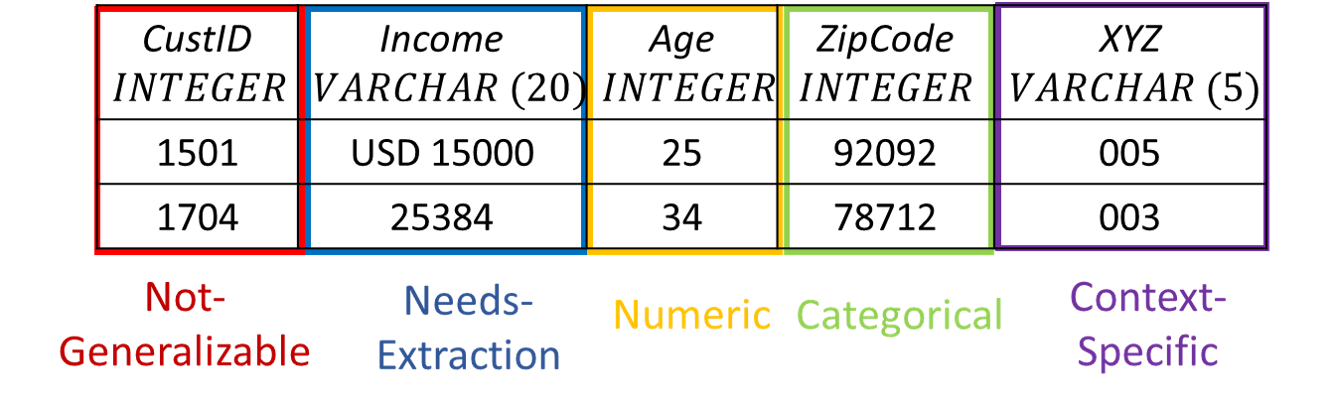 CustID Income Age ZipCode XYZ
INTEGER VARCHAR (20) INTEGER INTEGER VARCHAR (5)
1501 USD 15000 25 92092 005
1704 25384 34 78712 003
Not-
Generalizable
Needs-
Extraction
Numeric
Categorical
Context-
Specific